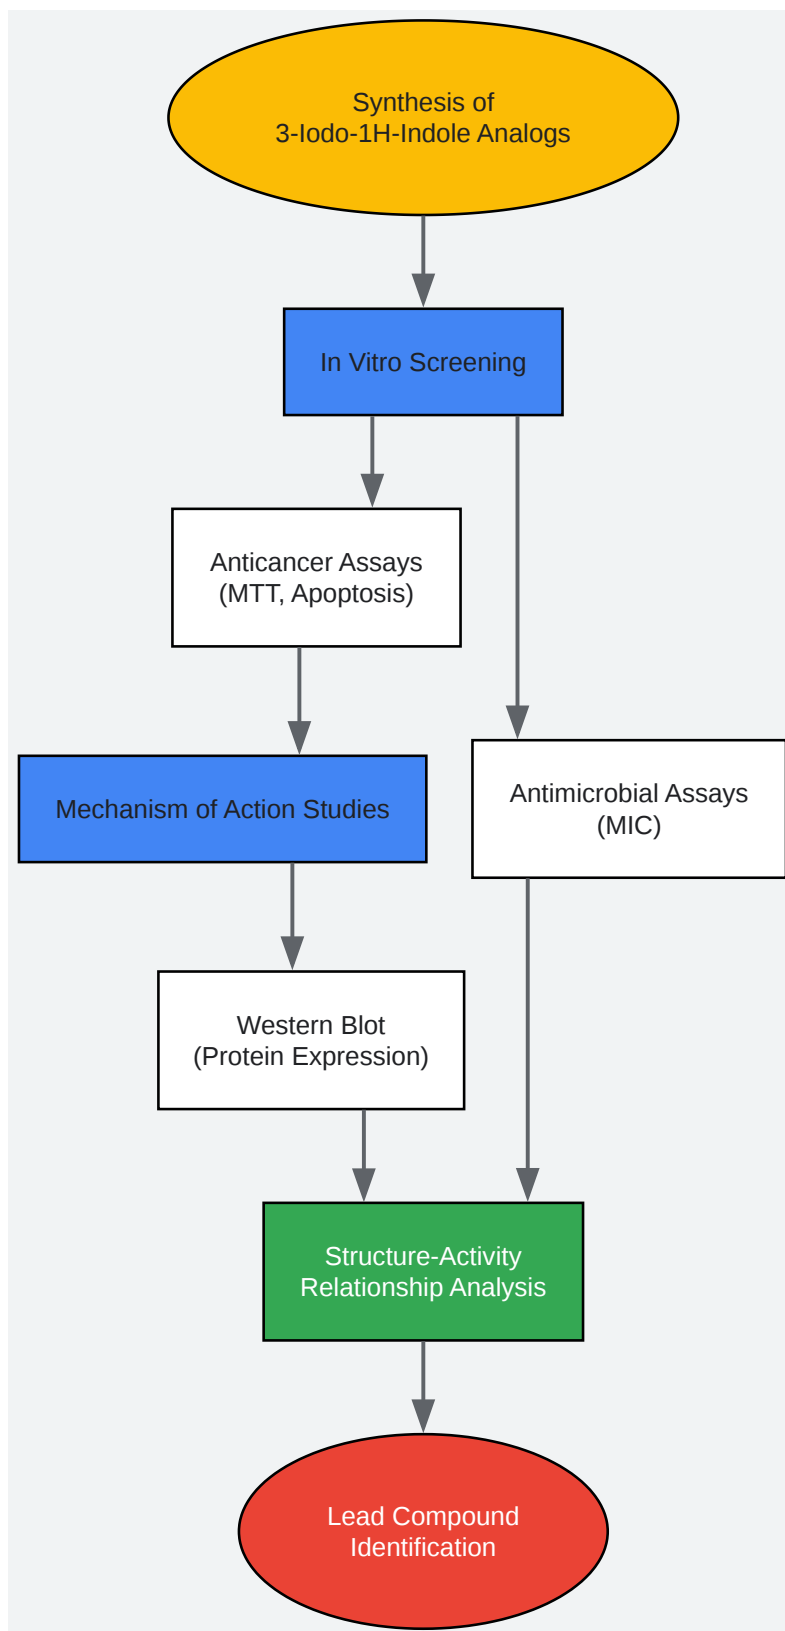 Synthesis of
3-Iodo-1H-Indole Analogs
In Vitro Screening
Anticancer Assays
(MTT, Apoptosis)
Mechanism of Action Studies
Antimicrobial Assays
(MIC)
Western Blot
(Protein Expression)
Structure-Activity
Relationship Analysis
Lead Compound
Identification